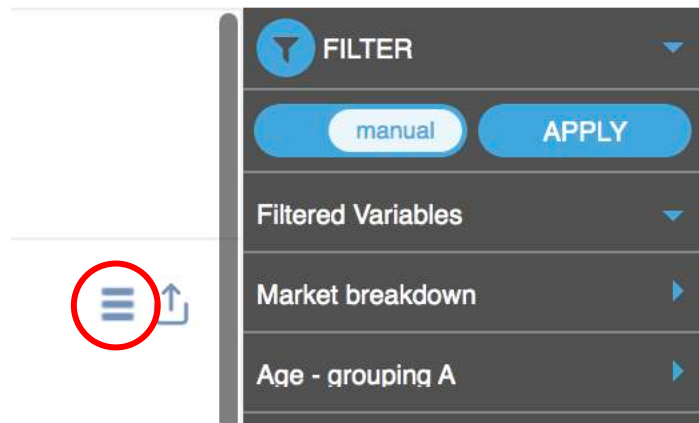 FILTER
manual
APPLY
Filtered Variables
Market breakdown
Age - grouping A